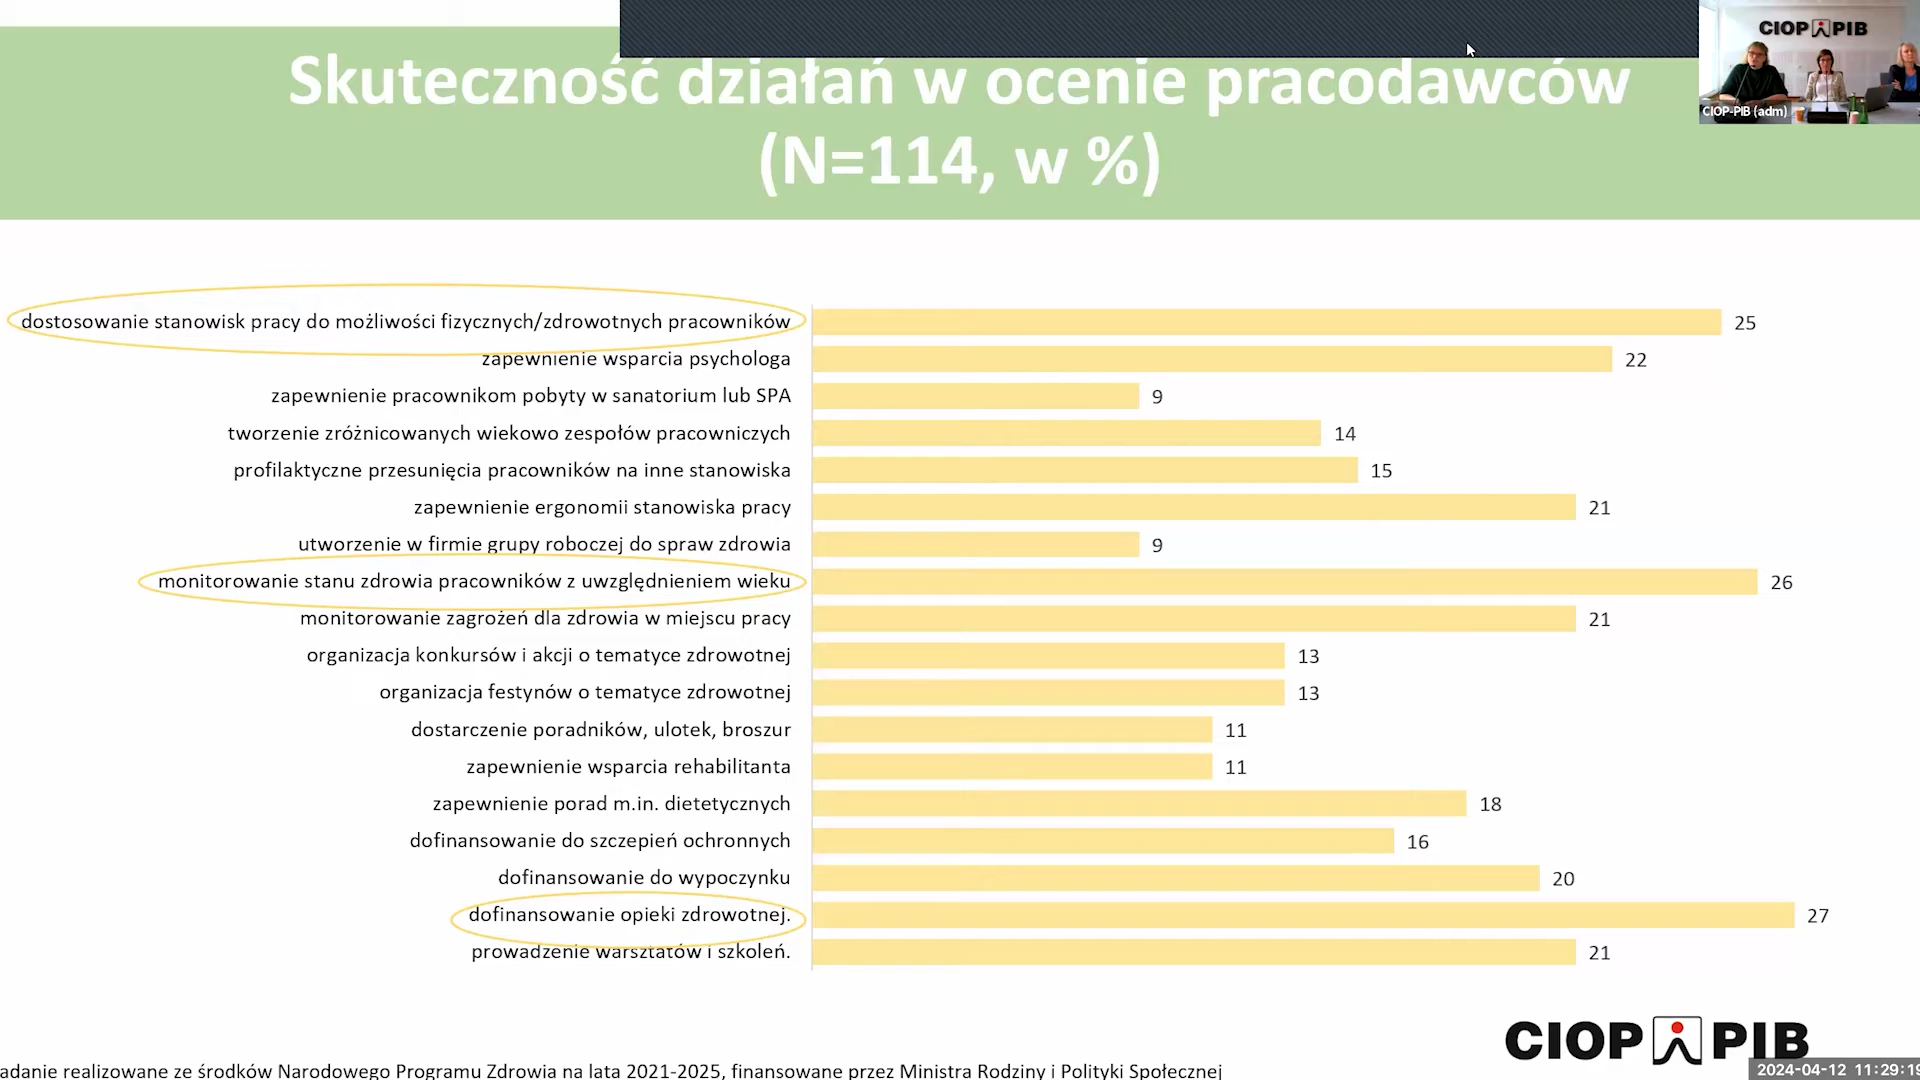 Skuteczność działań w ocenie pracodawców
(N=114, w %)
CIOP PIB
CIOP-PIB (adm)
dostosowanie stanowisk pracy do możliwości fizycznych/zdrowotnych pracowników 25
zapewnienie wsparcia psychologa 22
zapewnienie pracownikom pobyty w sanatorium lub SPA 9
tworzenie zróżnicowanych wiekowo zespołów pracowniczych 14
profilaktyczne przesunięcia pracowników na inne stanowiska 15
zapewnienie ergonomii stanowiska pracy 21
utworzenie w firmie grupy roboczej do spraw zdrowia 9
monitorowanie stanu zdrowia pracowników z uwzględnieniem wieku 26
monitorowanie zagrożeń dla zdrowia w miejscu pracy 21
organizacja konkursów i akcji o tematyce zdrowotnej 13
organizacja festynów o tematyce zdrowotnej 13
dostarczenie poradników, ulotek, broszur 11
zapewnienie wsparcia rehabilitanta 11
zapewnienie porad m.in. dietetycznych 18
dofinansowanie do szczepień ochronnych 16
dofinansowanie do wypoczynku 20
dofinansowanie opieki zdrowotnej. 27
prowadzenie warsztatów i szkoleń. 21
CIOP PIB
adanie realizowane ze środków Narodowego Programu Zdrowia na lata 2021-2025, finansowane przez Ministra Rodziny i Polityki Społecznej
2024-04-12 11:29:19